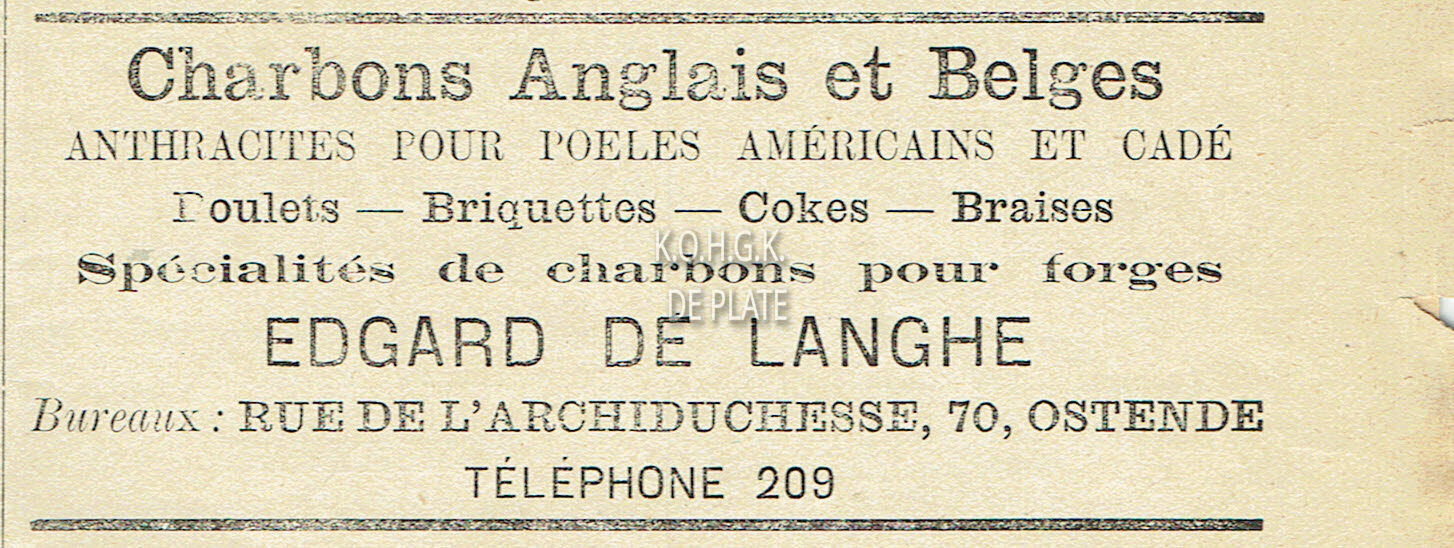 Charbons Anglais et Belges
ANTHRACITES POUR POELES AMÉRICAINS ET CADÉ
Boulets — Briquettes — Cokes — Braises
Spécialités de charbons pour forges
EDGARD DE LANGHE
Bureaux : RUE DE L'ARCHIDUCHESSE, 70, OSTENDE
TÉLÉPHONE 209
K.O.H.G.K.
DE PLATE